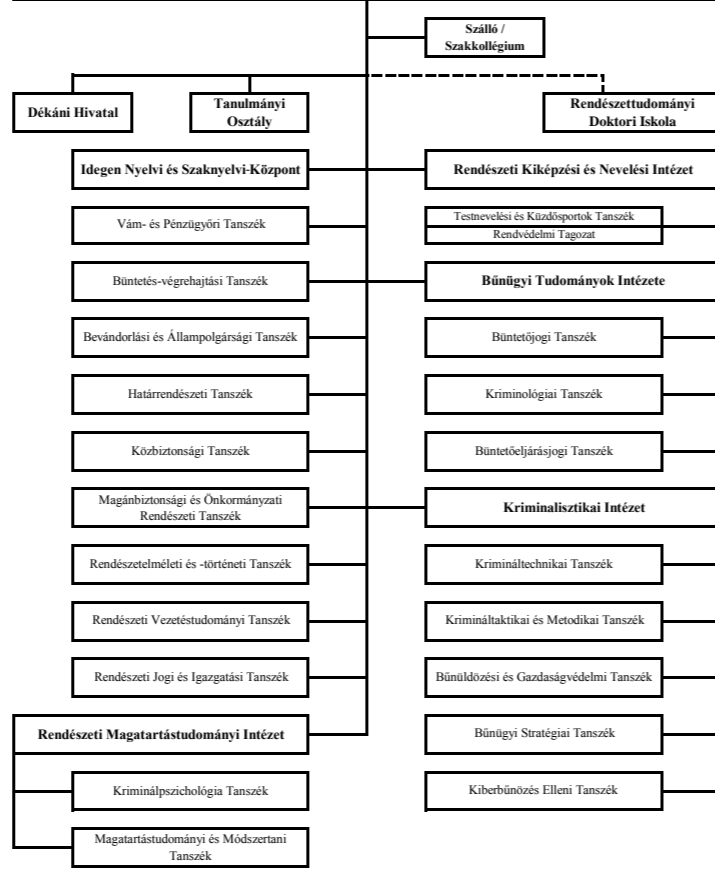 Szálló /
Szakkollégium
Dékáni Hivatal
Tanulmányi
Osztály
Rendészettudományi
Doktori Iskola
Idegen Nyelvi és Szaknyelvi-Központ
Rendészeti Kiképzési és Nevelési Intézet
Vám- és Pénzügyőri Tanszék
Testnevelési és Küzdősportok Tanszék
Rendvédelmi Tagozat
Büntetés-végrehajtási Tanszék
Bűnügyi Tudományok Intézete
Bevándorlási és Állampolgársági Tanszék
Büntetőjogi Tanszék
Határrendészeti Tanszék
Kriminológiai Tanszék
Közbiztonsági Tanszék
Büntetőeljárásjogi Tanszék
Magánbiztonsági és Önkormányzati
Rendészeti Tanszék
Kriminalisztikai Intézet
Rendészetelméleti és -történeti Tanszék
Krimináltechnikai Tanszék
Rendészeti Vezetéstudományi Tanszék
Krimináltaktikai és Metodikai Tanszék
Rendészeti Jogi és Igazgatási Tanszék
Bűnüldözési és Gazdaságvédelmi Tanszék
Rendészeti Magatartástudományi Intézet
Bűnügyi Stratégiai Tanszék
Kriminálpszichológia Tanszék
Kiberbűnözés Elleni Tanszék
Magatartástudományi és Módszertani
Tanszék